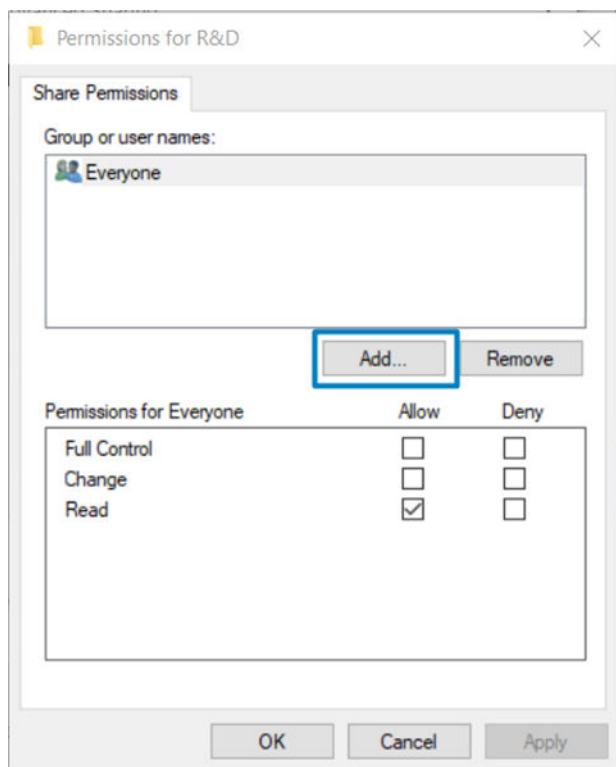 Permissions for R&D
Share Permissions
Group or user names:
Everyone
Add... Remove
Permissions for Everyone Allow Deny
Full Control
Change
Read
OK Cancel Apply